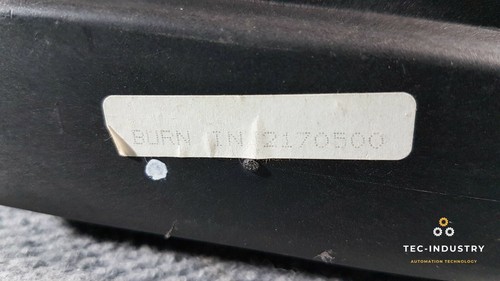 BURN IN 2170500
TEC-INDUSTRY
AUTOMATION TECHNOLOGY